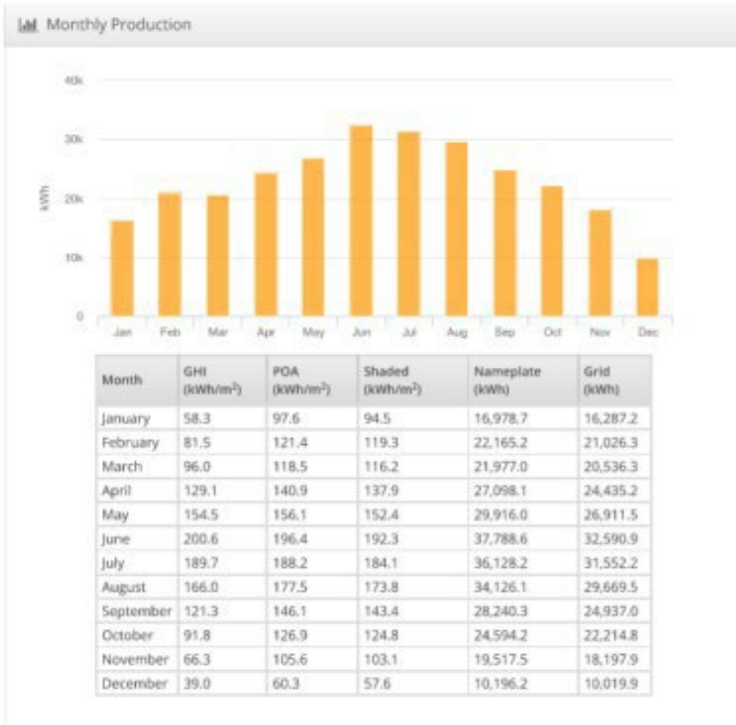 Monthly Production
40k
30k
20k
10k
0
kWh
Jan Feb Mar Apr May Jun Jul Aug Sep Oct Nov Dec
Month GHI (kWh/m²) POA (kWh/m²) Shaded (kWh/m²) Nameplate (kWh) Grid (kWh)
January 58.3 97.6 94.5 16,978.7 16,287.2
February 81.5 121.4 119.3 22,165.2 21,026.3
March 96.0 118.5 116.2 21,977.0 20,536.3
April 129.1 140.9 137.9 27,098.1 24,435.2
May 154.5 156.1 152.4 29,916.0 26,911.5
June 200.6 196.4 192.3 37,788.6 32,590.9
July 189.7 188.2 184.1 36,128.2 31,552.2
August 166.0 177.5 173.8 34,126.1 29,669.5
September 121.3 146.1 143.4 28,240.3 24,937.0
October 91.8 126.9 124.8 24,594.2 22,214.8
November 66.3 105.6 103.1 19,517.5 18,197.9
December 39.0 60.3 57.6 10,196.2 10,019.9